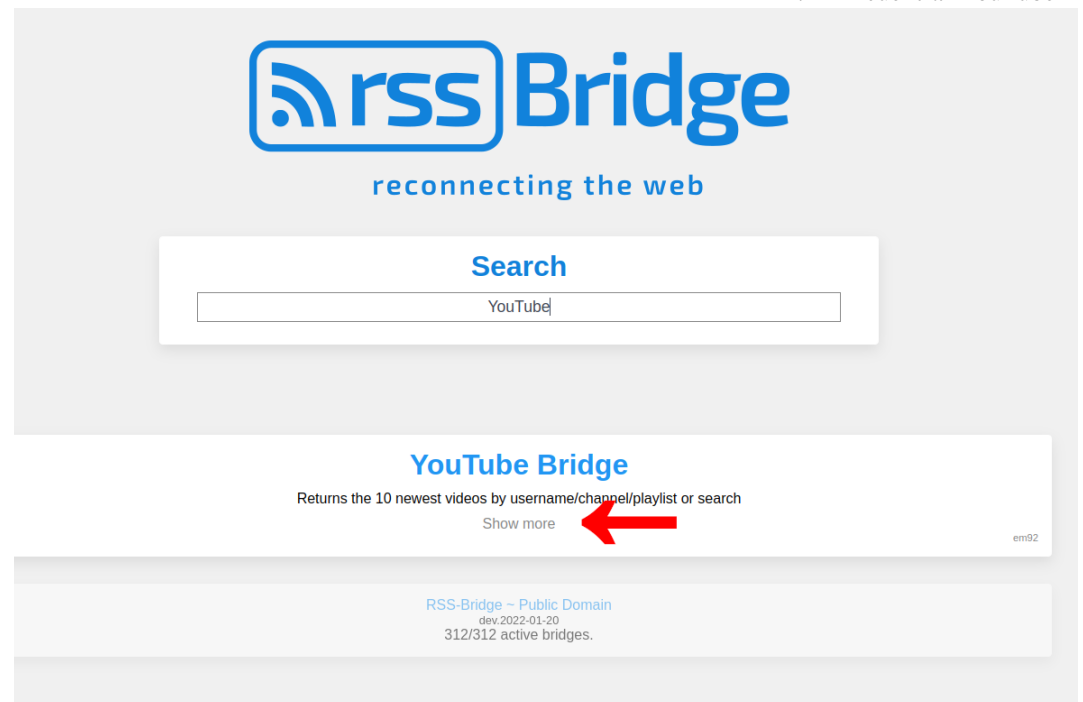 rss Bridge
reconnecting the web
Search
YouTube
YouTube Bridge
Returns the 10 newest videos by username/channel/playlist or search
Show more
em92
RSS-Bridge ~ Public Domain
dev.2022-01-20
312/312 active bridges.